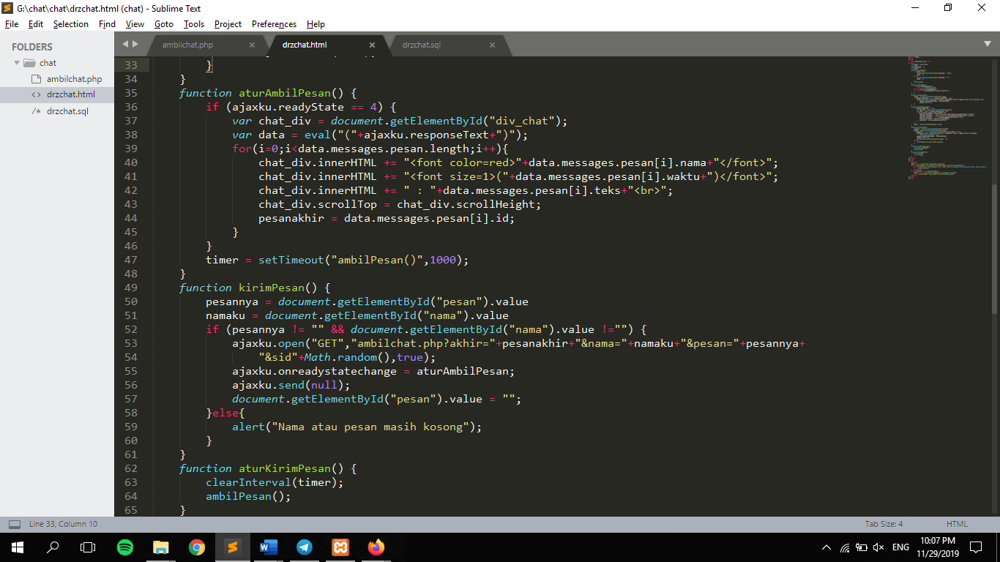 G:\chat\chat\drzchat.html (chat) - Sublime Text
File Edit Selection Find View Goto Tools Project Preferences Help
FOLDERS
chat
ambilchat.php
drzchat.html
drzchat.sql
ambilchat.php × drzchat.html × drzchat.sql ×
33 }
34 }
35 function aturAmbilPesan() {
36 if (ajaxku.readyState == 4) {
37 var chat_div = document.getElementById("div_chat");
38 var data = eval("("+ajaxku.responseText+")");
39 for(i=0;i<data.messages.pesan.length;i++){
40 chat_div.innerHTML += "<font color=red>"+data.messages.pesan[i].nama+"</font>";
41 chat_div.innerHTML += "<font size=1>("+data.messages.pesan[i].waktu+")</font>";
42 chat_div.innerHTML += " : "+data.messages.pesan[i].teks+"<br>";
43 chat_div.scrollTop = chat_div.scrollHeight;
44 pesanakhir = data.messages.pesan[i].id;
45 }
46 }
47 timer = setTimeout("ambilPesan()",1000);
48 }
49 function kirimPesan() {
50 pesannya = document.getElementById("pesan").value
51 namaku = document.getElementById("nama").value
52 if (pesannya != "" && document.getElementById("nama").value !="") {
53 ajaxku.open("GET","ambilchat.php?akhir="+pesanakhir+"&nama="+namaku+"&pesan="+pesannya+
54 "&sid"+Math.random(),true);
55 ajaxku.onreadystatechange = aturAmbilPesan;
56 ajaxku.send(null);
57 document.getElementById("pesan").value = "";
58 }else{
59 alert("Nama atau pesan masih kosong");
60 }
61 }
62 function aturKirimPesan() {
63 clearInterval(timer);
64 ambilPesan();
65 }
Line 33, Column 10 Tab Size: 4 HTML
ENG
10:07 PM
11/29/2019